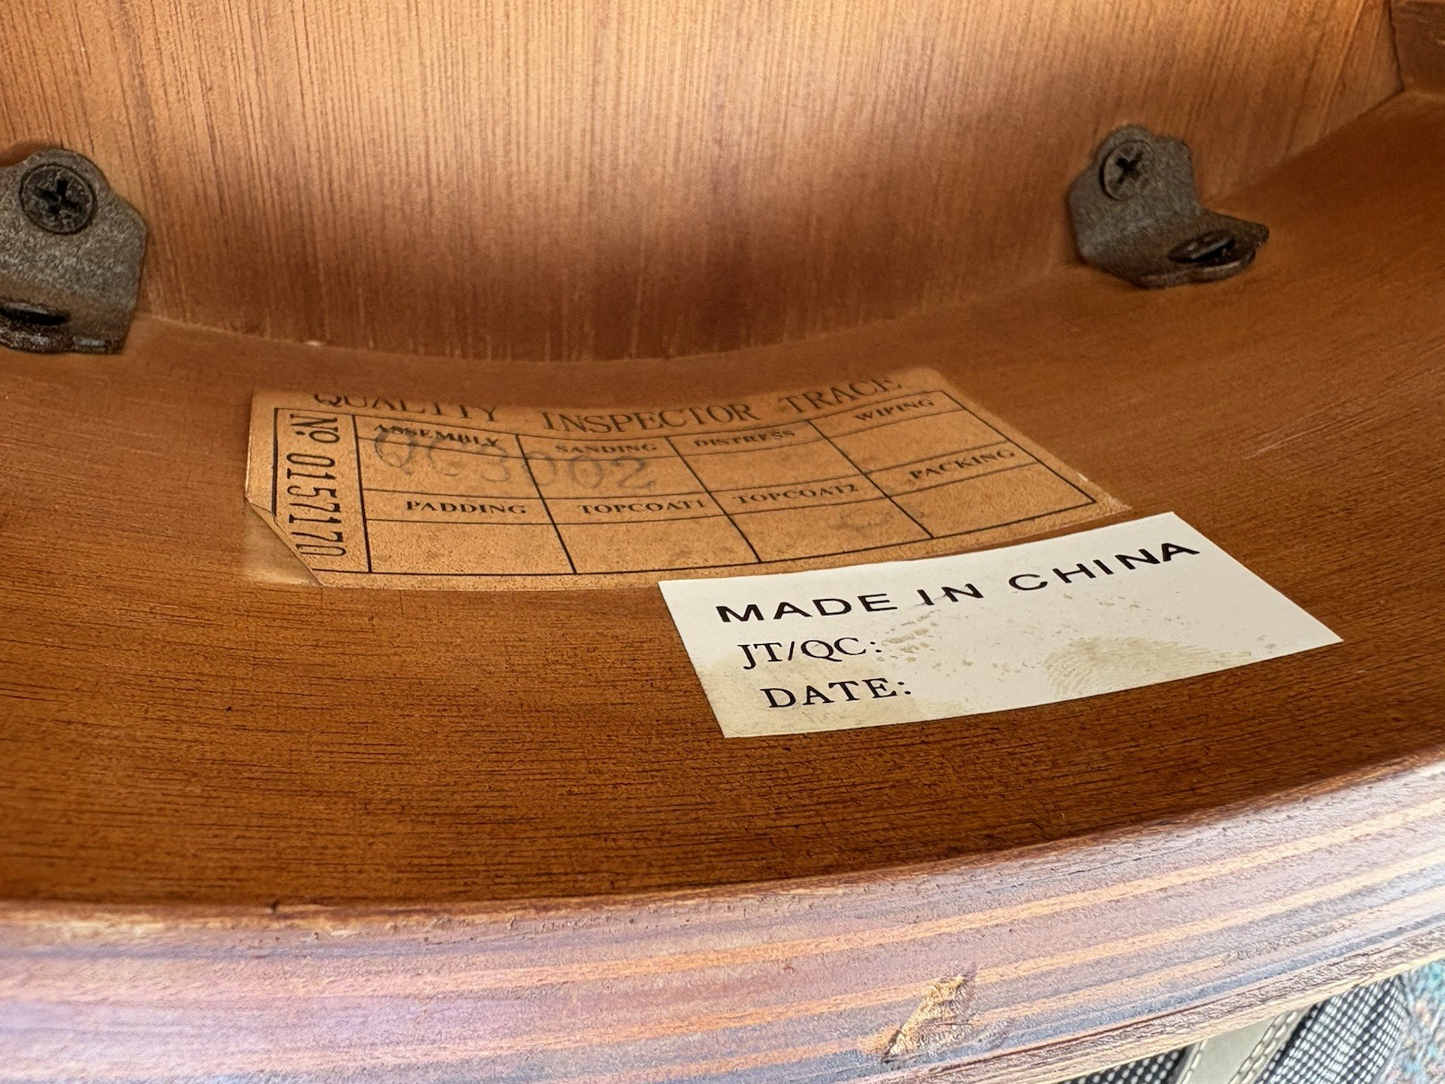 QUALITY INSPECTOR TRACE
No: 01571170
ASSEMBLY SANDING DISTRESS WIPING
QC3002
PADDING TOPCOAT1 TOPCOAT2 PACKING
MADE IN CHINA
JT/QC:
DATE: